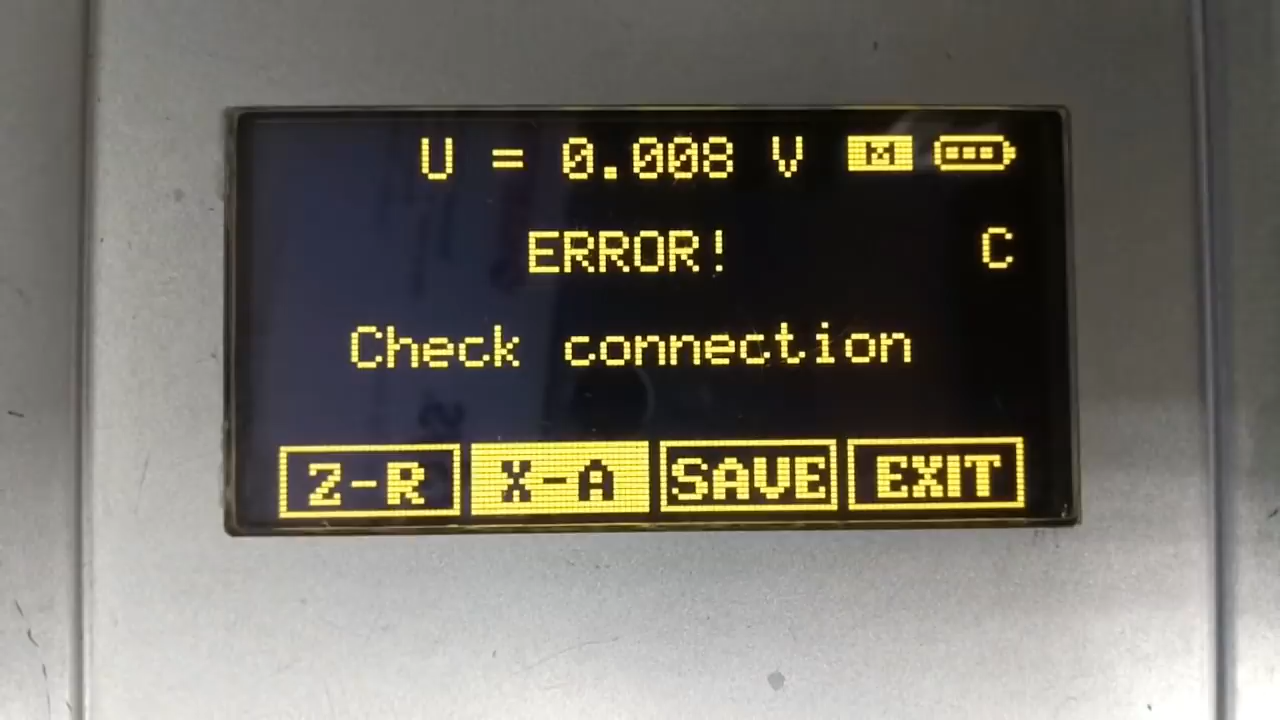 U = 0.008 V M
ERROR! C
Check connection
Z-R X-A SAVE EXIT